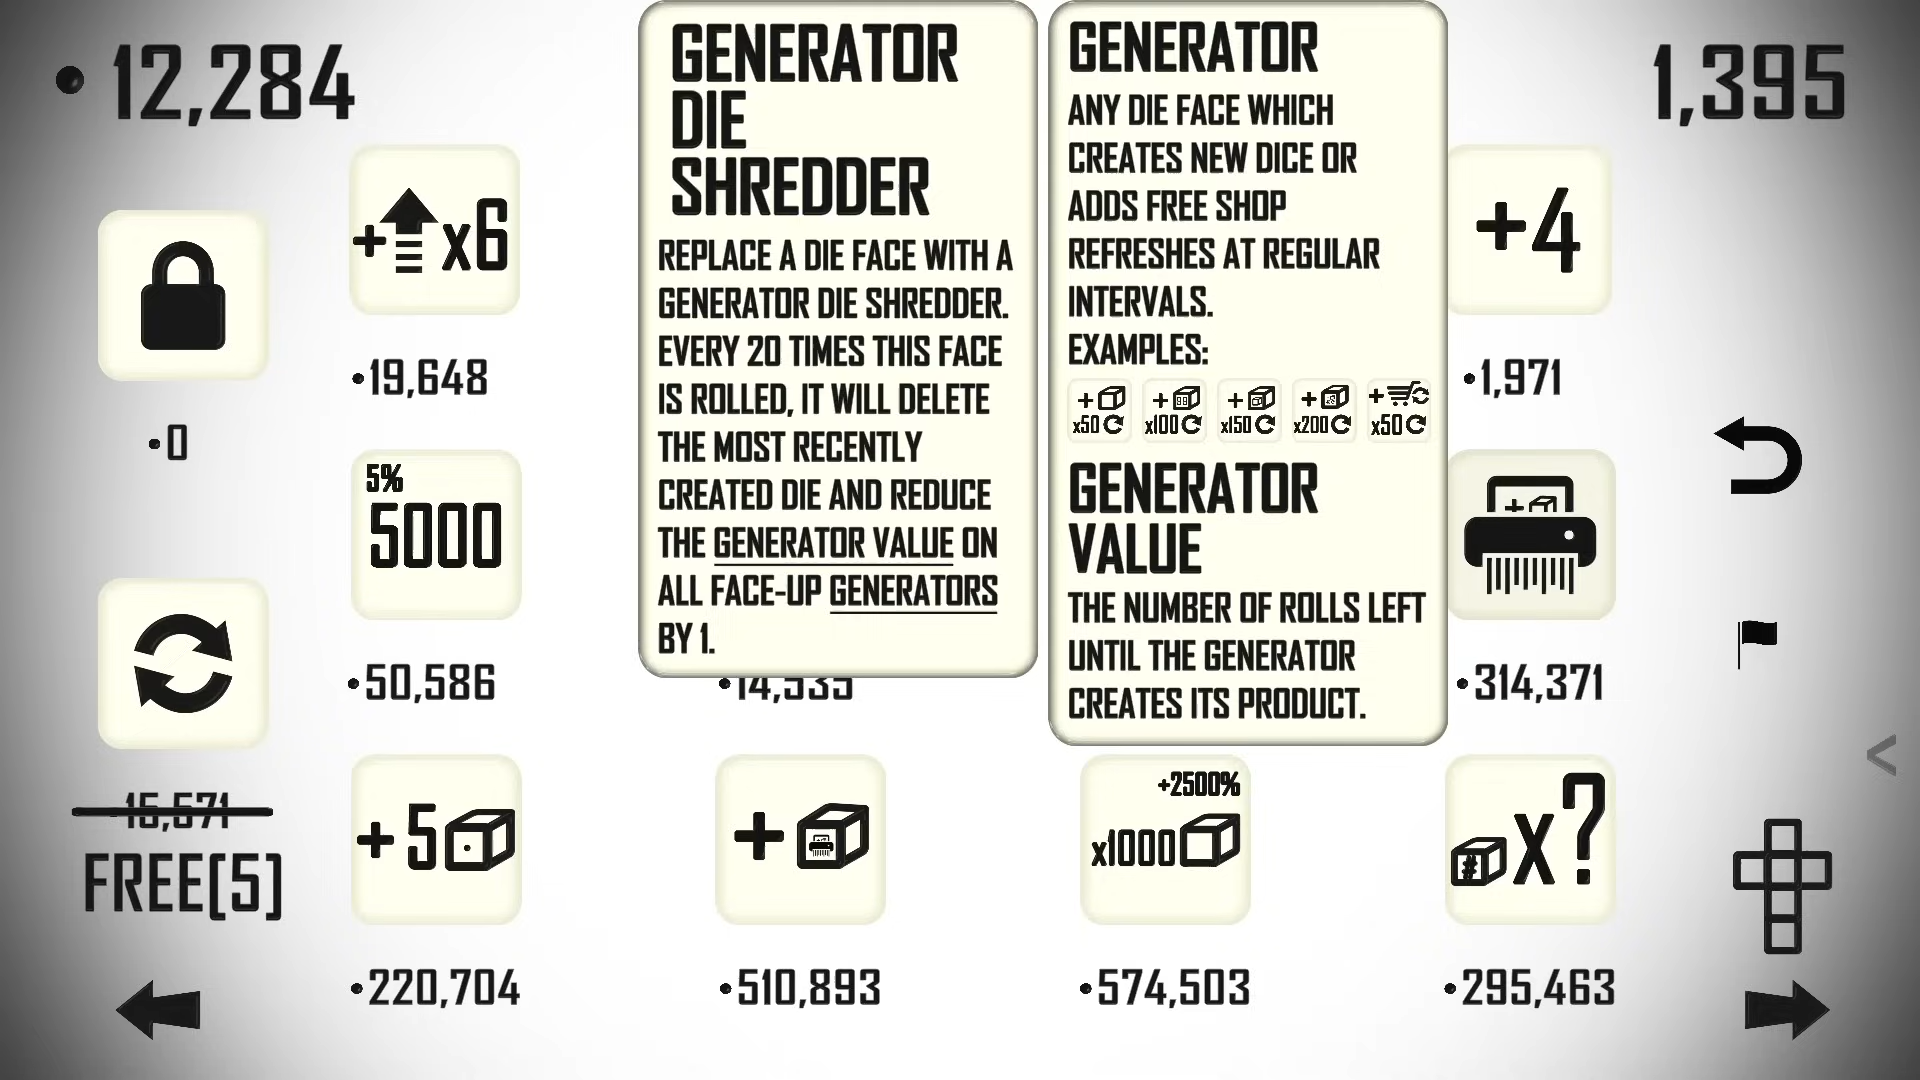 12,284
1,395
GENERATOR
DIE
SHREDDER
REPLACE A DIE FACE WITH A
GENERATOR DIE SHREDDER.
EVERY 20 TIMES THIS FACE
IS ROLLED, IT WILL DELETE
THE MOST RECENTLY
CREATED DIE AND REDUCE
THE GENERATOR VALUE ON
ALL FACE-UP GENERATORS
BY 1.
GENERATOR
ANY DIE FACE WHICH
CREATES NEW DICE OR
ADDS FREE SHOP
REFRESHES AT REGULAR
INTERVALS.
EXAMPLES:
+ x50
+ x100
+ x150
+ x200
+ x50
GENERATOR
VALUE
THE NUMBER OF ROLLS LEFT
UNTIL THE GENERATOR
CREATES ITS PRODUCT.
+ x6
+4
0
19,648
1,971
5%
5000
50,586
14,535
314,371
16,671
FREE[5]
+5
+
+2500%
x1000
# x?
220,704
510,893
574,503
295,463
<